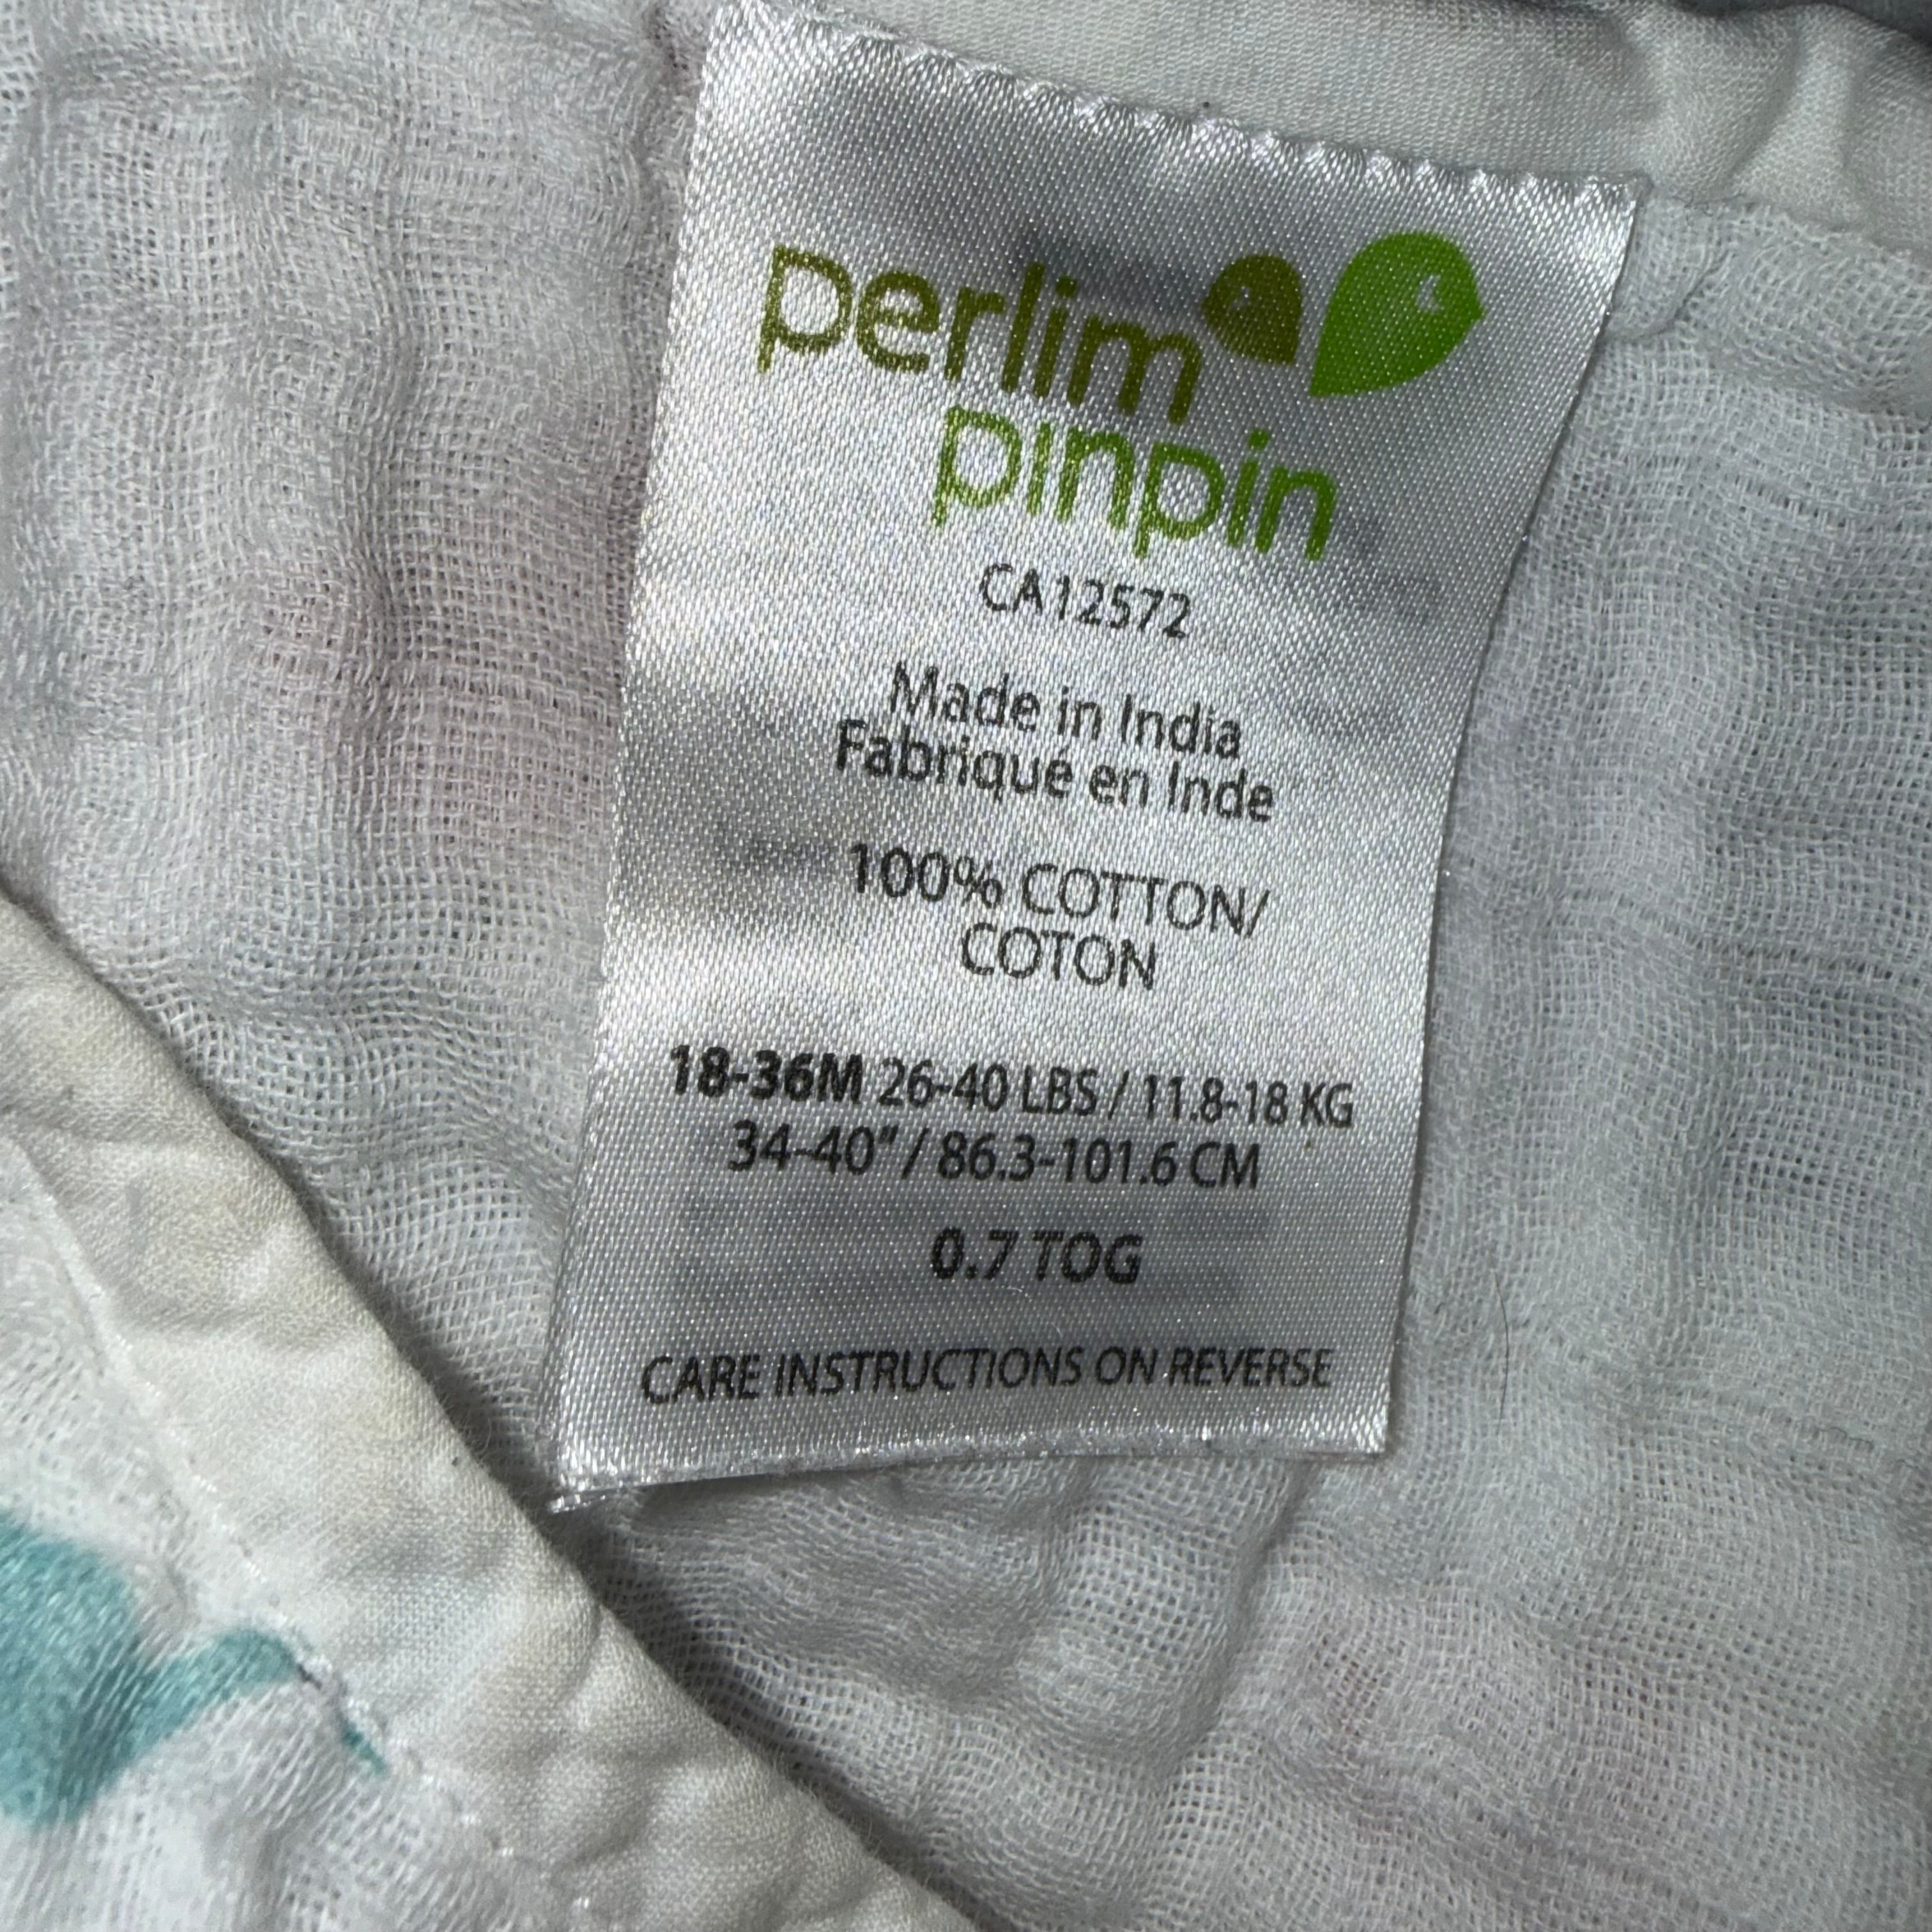 perlim
pinpin
CA12572
Made in India
Fabriqué en Inde
100% COTTON/
COTON
18-36M 26-40 LBS / 11.8-18 KG
34-40" / 86.3-101.6 CM
0.7 TOG
CARE INSTRUCTIONS ON REVERSE